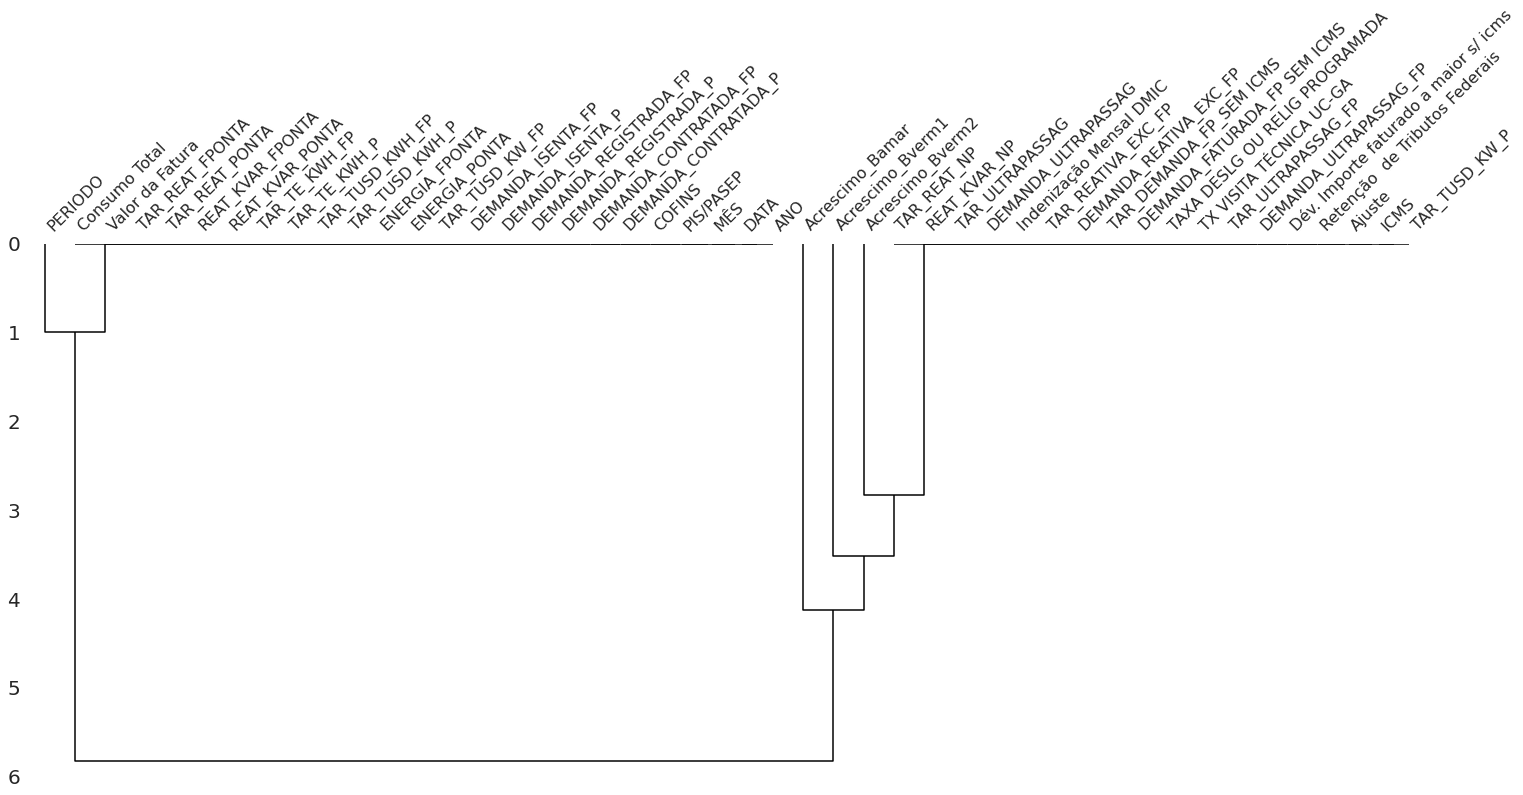 PERIODO
Consumo Total
Valor da Fatura
TAR_REAT_FPONTA
TAR_REAT_PONTA
REAT_KVAR_FPONTA
REAT_KVAR_PONTA
TAR_TE_KWH_FP
TAR_TE_KWH_P
TAR_TUSD_KWH_FP
TAR_TUSD_KWH_P
ENERGIA_FPONTA
ENERGIA_PONTA
TAR_TUSD_KW_FP
DEMANDA_ISENTA_FP
DEMANDA_ISENTA_P
DEMANDA_REGISTRADA_FP
DEMANDA_REGISTRADA_P
DEMANDA_CONTRATADA_FP
DEMANDA_CONTRATADA_P
COFINS
PIS/PASEP
MÊS
DATA
ANO
Acrescimo_Bamar
Acrescimo_Bverm1
Acrescimo_Bverm2
TAR_REAT_NP
REAT_KVAR_NP
TAR_ULTRAPASSAG
DEMANDA_ULTRAPASSAG
Indenização Mensal DMIC
TAR_REATIVA_EXC_FP
DEMANDA_REATIVA_EXC_FP
TAR_DEMANDA_FP_SEM ICMS
DEMANDA_FATURADA_FP SEM ICMS
TAXA DESLG OU RELIG PROGRAMADA
TX VISITA TÉCNICA UC-GA
TAR_ULTRAPASSAG_FP
DEMANDA_ULTRAPASSAG_FP
Dév. Importe faturado a maior s/ icms
Retenção  de Tributos Federais
Ajuste
ICMS
TAR_TUSD_KW_P
0
1
2
3
4
5
6